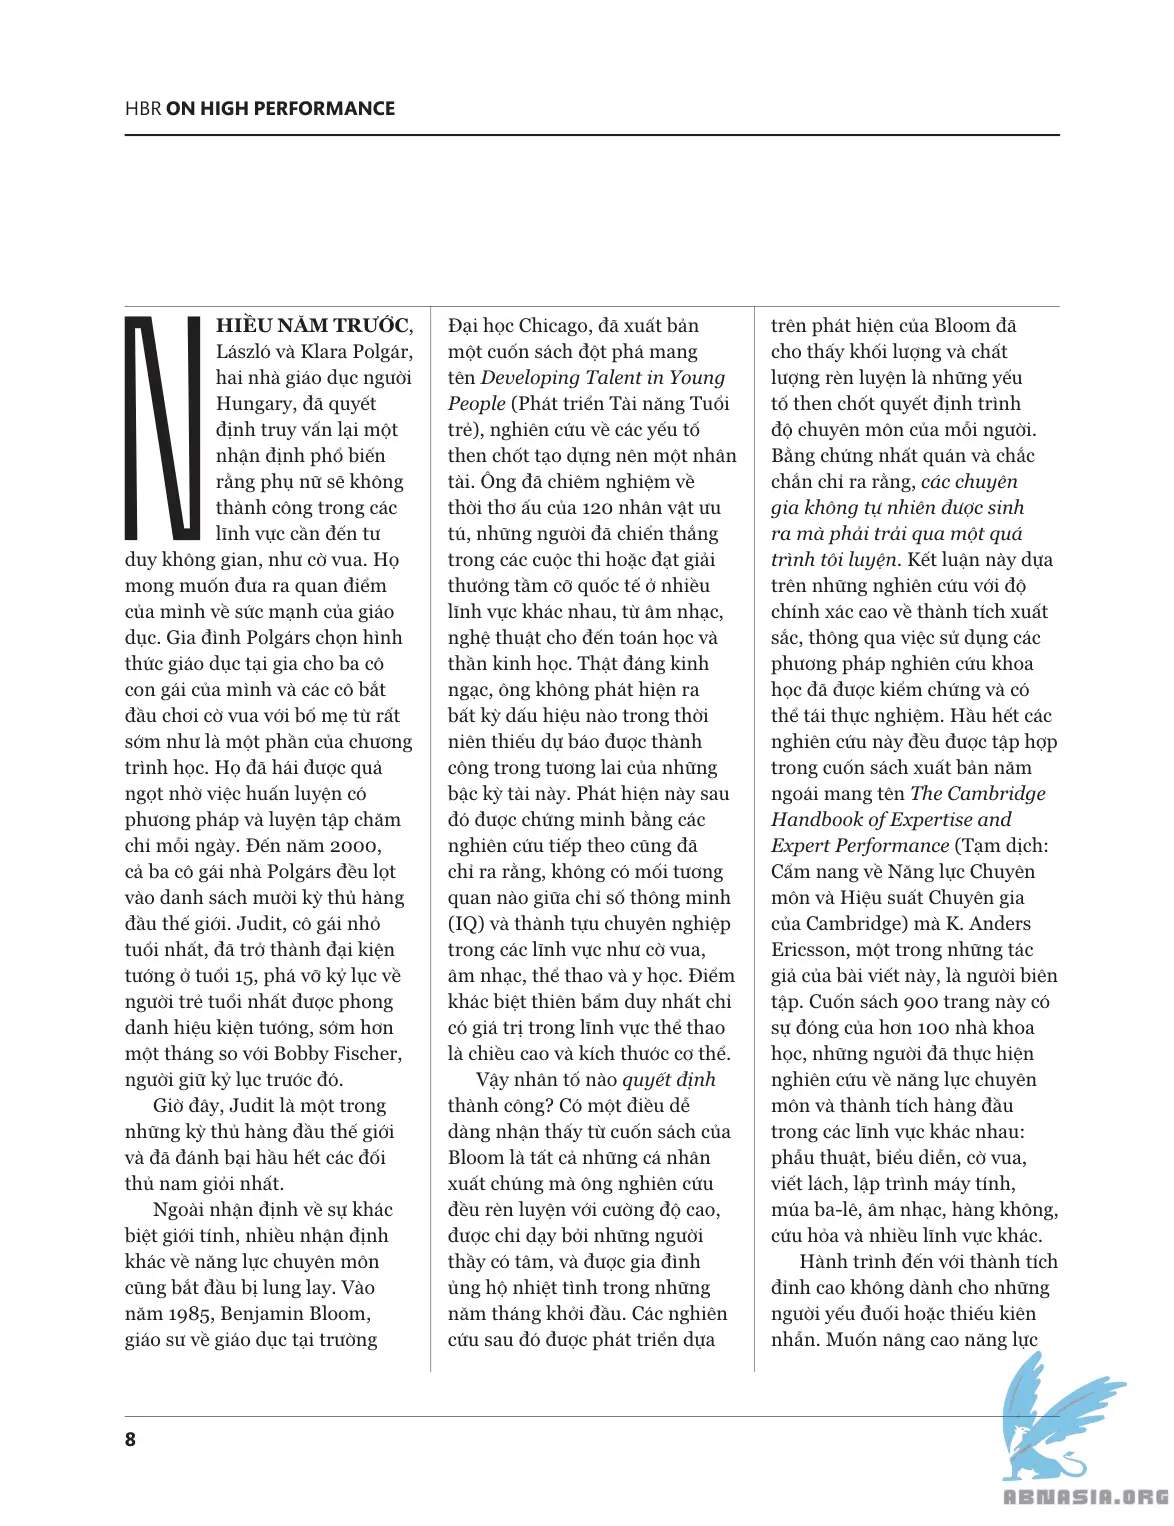 HBR ON HIGH PERFORMANCE
NHIỀU NĂM TRƯỚC,
László và Klara Polgár,
hai nhà giáo dục người
Hungary, đã quyết
định truy vấn lại một
nhận định phổ biến
rằng phụ nữ sẽ không
thành công trong các
lĩnh vực cần đến tư
duy không gian, như cờ vua. Họ
mong muốn đưa ra quan điểm
của mình về sức mạnh của giáo
dục. Gia đình Polgárs chọn hình
thức giáo dục tại gia cho ba cô
con gái của mình và các cô bắt
đầu chơi cờ vua với bố mẹ từ rất
sớm như là một phần của chương
trình học. Họ đã hái được quả
ngọt nhờ việc huấn luyện có
phương pháp và luyện tập chăm
chỉ mỗi ngày. Đến năm 2000,
cả ba cô gái nhà Polgárs đều lọt
vào danh sách mười kỳ thủ hàng
đầu thế giới. Judit, cô gái nhỏ
tuổi nhất, đã trở thành đại kiện
tướng ở tuổi 15, phá vỡ kỷ lục về
người trẻ tuổi nhất được phong
danh hiệu kiện tướng, sớm hơn
một tháng so với Bobby Fischer,
người giữ kỷ lục trước đó.
Giờ đây, Judit là một trong
những kỳ thủ hàng đầu thế giới
và đã đánh bại hầu hết các đối
thủ nam giỏi nhất.
Ngoài nhận định về sự khác
biệt giới tính, nhiều nhận định
khác về năng lực chuyên môn
cũng bắt đầu bị lung lay. Vào
năm 1985, Benjamin Bloom,
giáo sư về giáo dục tại trường
Đại học Chicago, đã xuất bản
một cuốn sách đột phá mang
tên Developing Talent in Young
People (Phát triển Tài năng Tuổi
trẻ), nghiên cứu về các yếu tố
then chốt tạo dựng nên một nhân
tài. Ông đã chiêm nghiệm về
thời thơ ấu của 120 nhân vật ưu
tú, những người đã chiến thắng
trong các cuộc thi hoặc đạt giải
thưởng tầm cỡ quốc tế ở nhiều
lĩnh vực khác nhau, từ âm nhạc,
nghệ thuật cho đến toán học và
thần kinh học. Thật đáng kinh
ngạc, ông không phát hiện ra
bất kỳ dấu hiệu nào trong thời
niên thiếu dự báo được thành
công trong tương lai của những
bậc kỳ tài này. Phát hiện này sau
đó được chứng minh bằng các
nghiên cứu tiếp theo cũng đã
chỉ ra rằng, không có mối tương
quan nào giữa chỉ số thông minh
(IQ) và thành tựu chuyên nghiệp
trong các lĩnh vực như cờ vua,
âm nhạc, thể thao và y học. Điểm
khác biệt thiên bẩm duy nhất chỉ
có giá trị trong lĩnh vực thể thao
là chiều cao và kích thước cơ thể.
Vậy nhân tố nào quyết định
thành công? Có một điều dễ
dàng nhận thấy từ cuốn sách của
Bloom là tất cả những cá nhân
xuất chúng mà ông nghiên cứu
đều rèn luyện với cường độ cao,
được chỉ dạy bởi những người
thầy có tâm, và được gia đình
ủng hộ nhiệt tình trong những
năm tháng khởi đầu. Các nghiên
cứu sau đó được phát triển dựa
trên phát hiện của Bloom đã
cho thấy khối lượng và chất
lượng rèn luyện là những yếu
tố then chốt quyết định trình
độ chuyên môn của mỗi người.
Bằng chứng nhất quán và chắc
chắn chỉ ra rằng, các chuyên
gia không tự nhiên được sinh
ra mà phải trải qua một quá
trình tôi luyện. Kết luận này dựa
trên những nghiên cứu với độ
chính xác cao về thành tích xuất
sắc, thông qua việc sử dụng các
phương pháp nghiên cứu khoa
học đã được kiểm chứng và có
thể tái thực nghiệm. Hầu hết các
nghiên cứu này đều được tập hợp
trong cuốn sách xuất bản năm
ngoái mang tên The Cambridge
Handbook of Expertise and
Expert Performance (Tạm dịch:
Cẩm nang về Năng lực Chuyên
môn và Hiệu suất Chuyên gia
của Cambridge) mà K. Anders
Ericsson, một trong những tác
giả của bài viết này, là người biên
tập. Cuốn sách 900 trang này có
sự đóng của hơn 100 nhà khoa
học, những người đã thực hiện
nghiên cứu về năng lực chuyên
môn và thành tích hàng đầu
trong các lĩnh vực khác nhau:
phẫu thuật, biểu diễn, cờ vua,
viết lách, lập trình máy tính,
múa ba-lê, âm nhạc, hàng không,
cứu hỏa và nhiều lĩnh vực khác.
Hành trình đến với thành tích
đỉnh cao không dành cho những
người yếu đuối hoặc thiếu kiên
nhẫn. Muốn nâng cao năng lực
8
ABNASIA.ORG